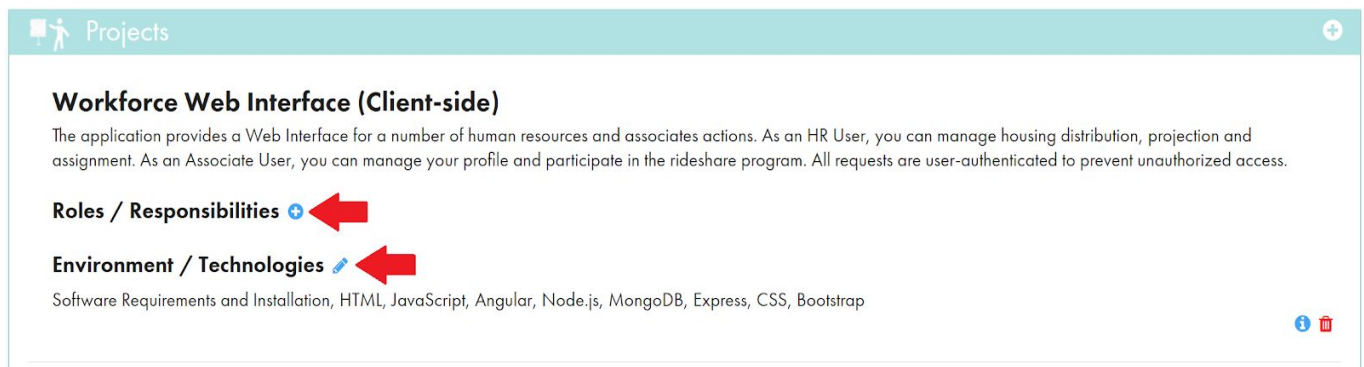 Projects
Workforce Web Interface (Client-side)
The application provides a Web Interface for a number of human resources and associates actions. As an HR User, you can manage housing distribution, projection and
assignment. As an Associate User, you can manage your profile and participate in the rideshare program. All requests are user-authenticated to prevent unauthorized access.
Roles / Responsibilities
Environment / Technologies
Software Requirements and Installation, HTML, JavaScript, Angular, Node.js, MongoDB, Express, CSS, Bootstrap